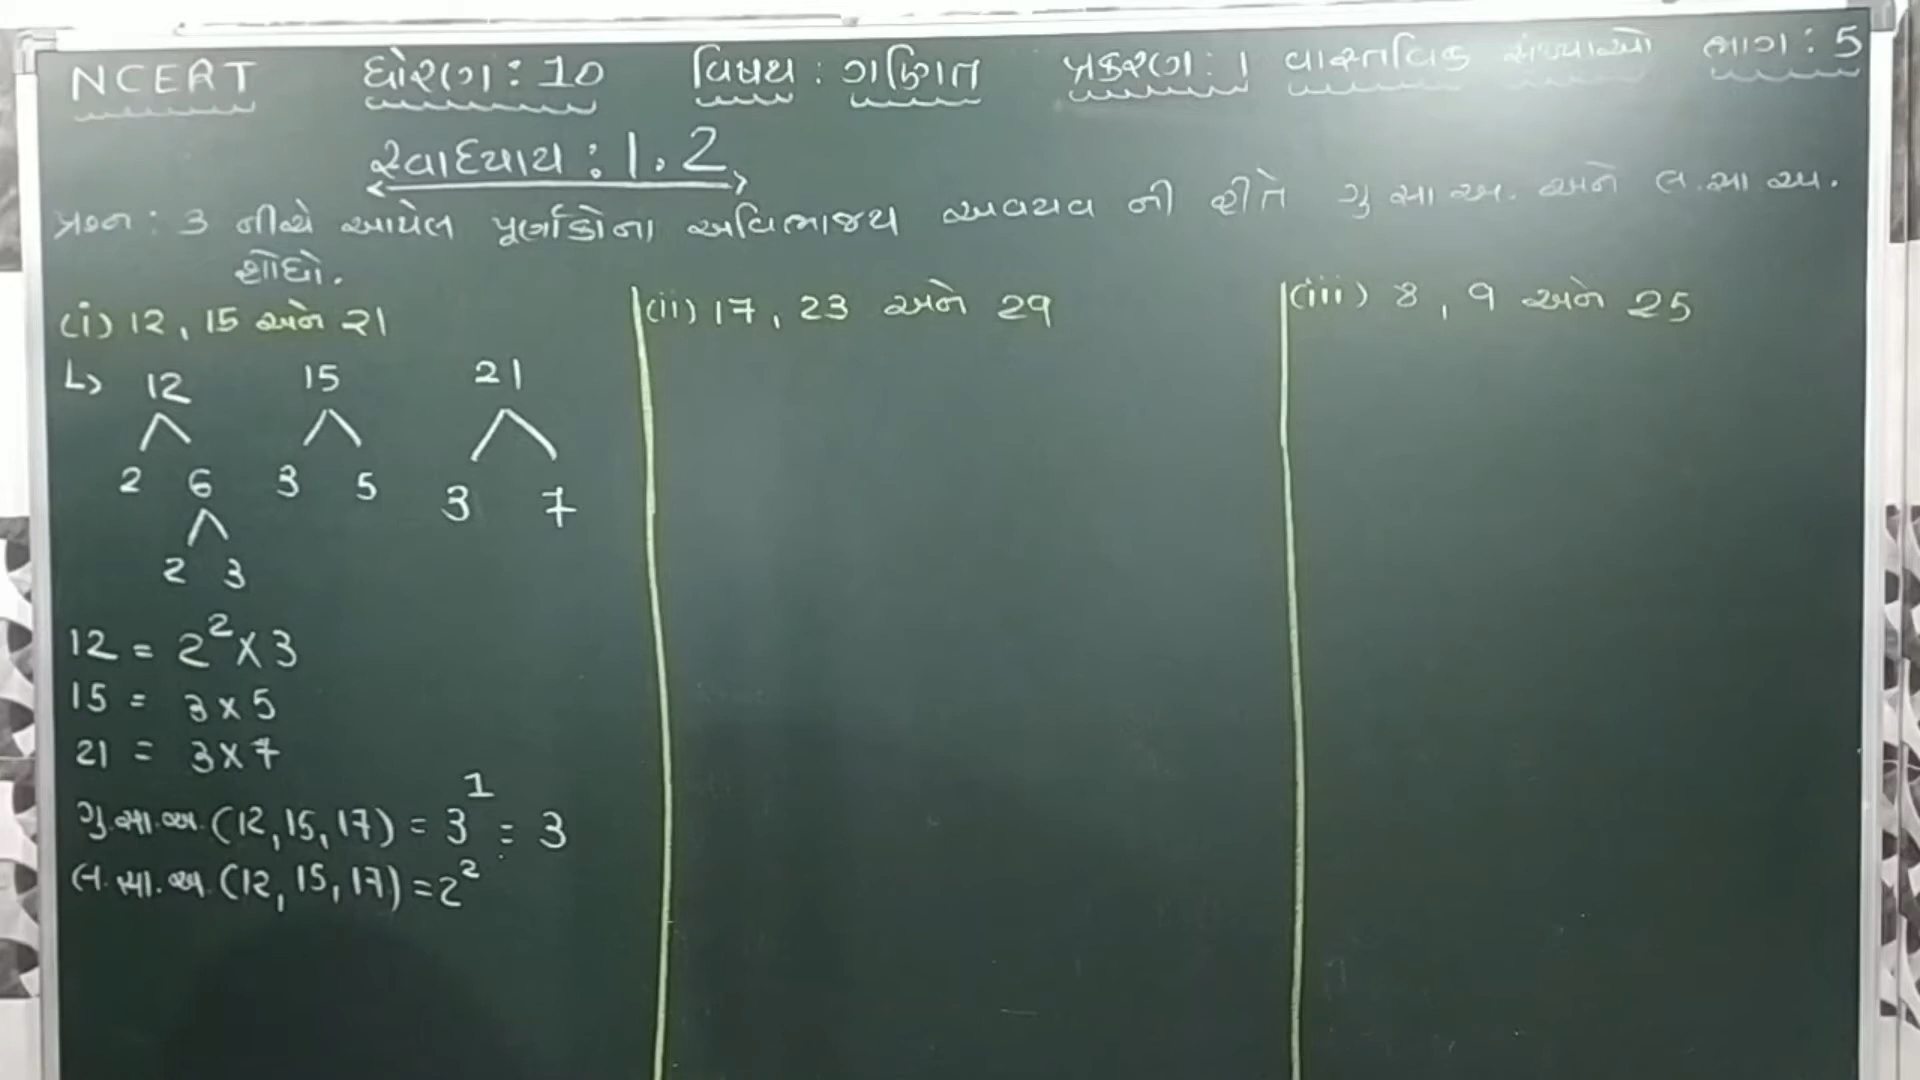 NCERT ધોરણ : 10 વિષય : ગણિત પ્રકરણ : 1 વાસ્તવિક સંખ્યાઓ ભાગ : 5
સ્વાધ્યાય : 1.2
પ્રશ્ન : 3 નીચે આપેલ પૂર્ણાંકોના અવિભાજ્ય અવયવ ની રીતે ગુ સા અ. અને લ.સા અ.
શોધો.
(i) 12, 15 અને 21
↳ 12 15 21
2 6 3 5 3 7
2 3
12 = 2² × 3
15 = 3 × 5
21 = 3 × 7
ગુ.સા.અ. (12, 15, 17) = 3¹ = 3
લ.સા.અ. (12, 15, 17) = 2²
(ii) 17, 23 અને 29
(iii) 8, 9 અને 25